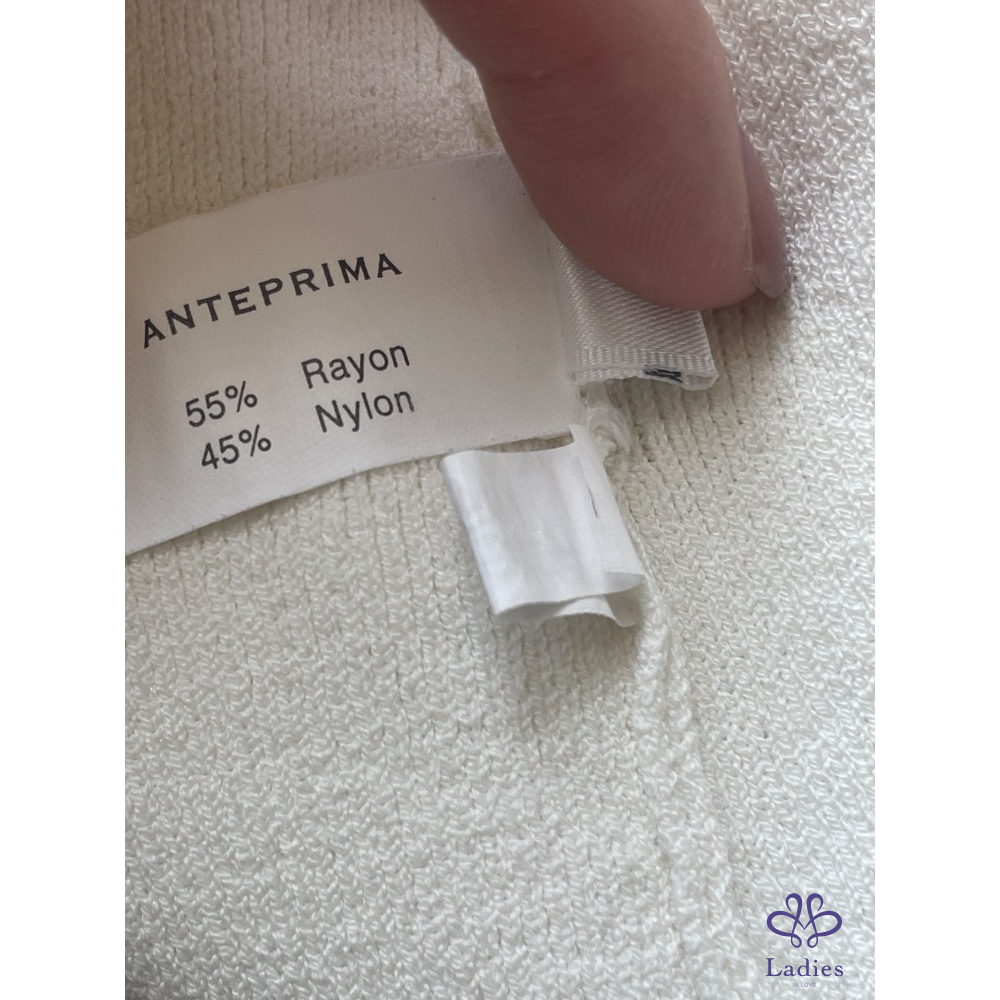 ANTEPRIMA
55% Rayon
45% Nylon
Ladies